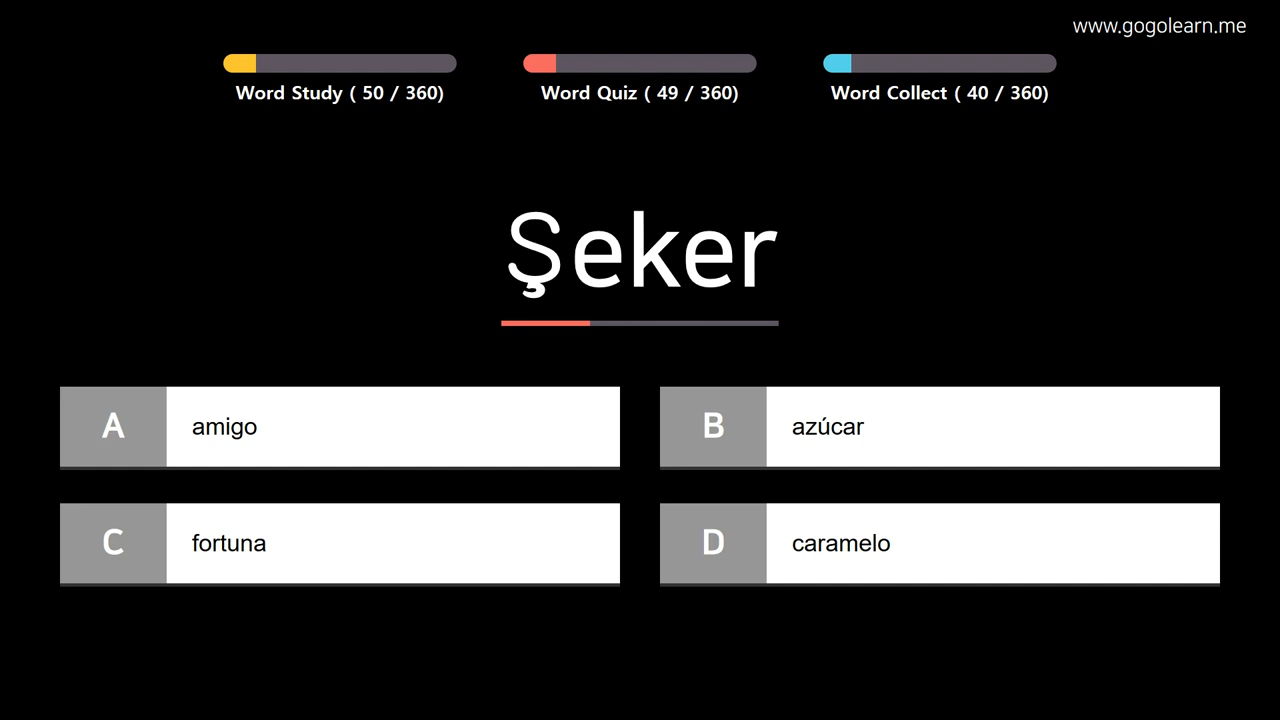 www.gogolearn.me
Word Study ( 50 / 360)
Word Quiz ( 49 / 360)
Word Collect ( 40 / 360)
Şeker
A amigo
B azúcar
C fortuna
D caramelo